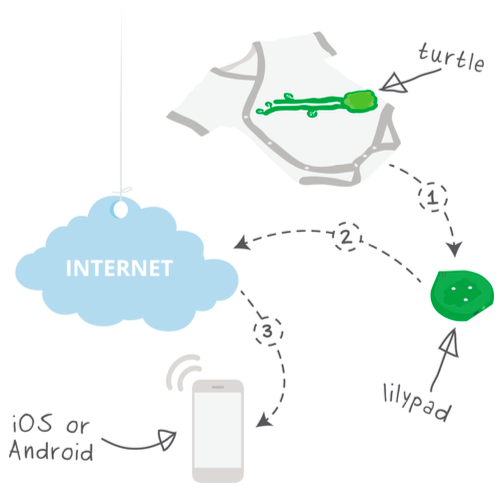 turtle
1
2
INTERNET
3
lilypad
iOS or
Android